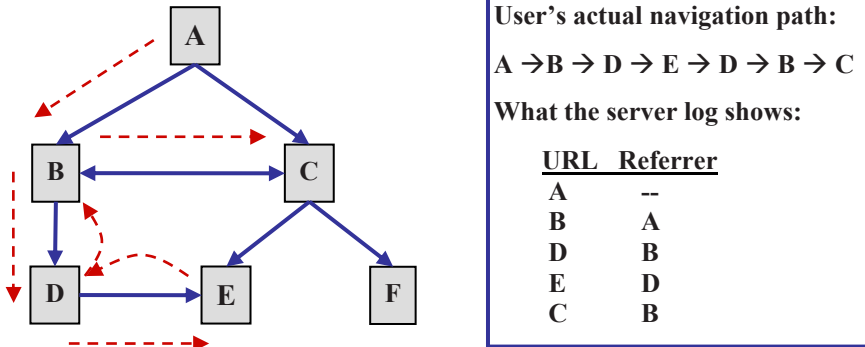 A
B
C
D
E
F
User’s actual navigation path:
A →B → D → E → D → B → C
What the server log shows:
URL Referrer
A --
B A
D B
E D
C B